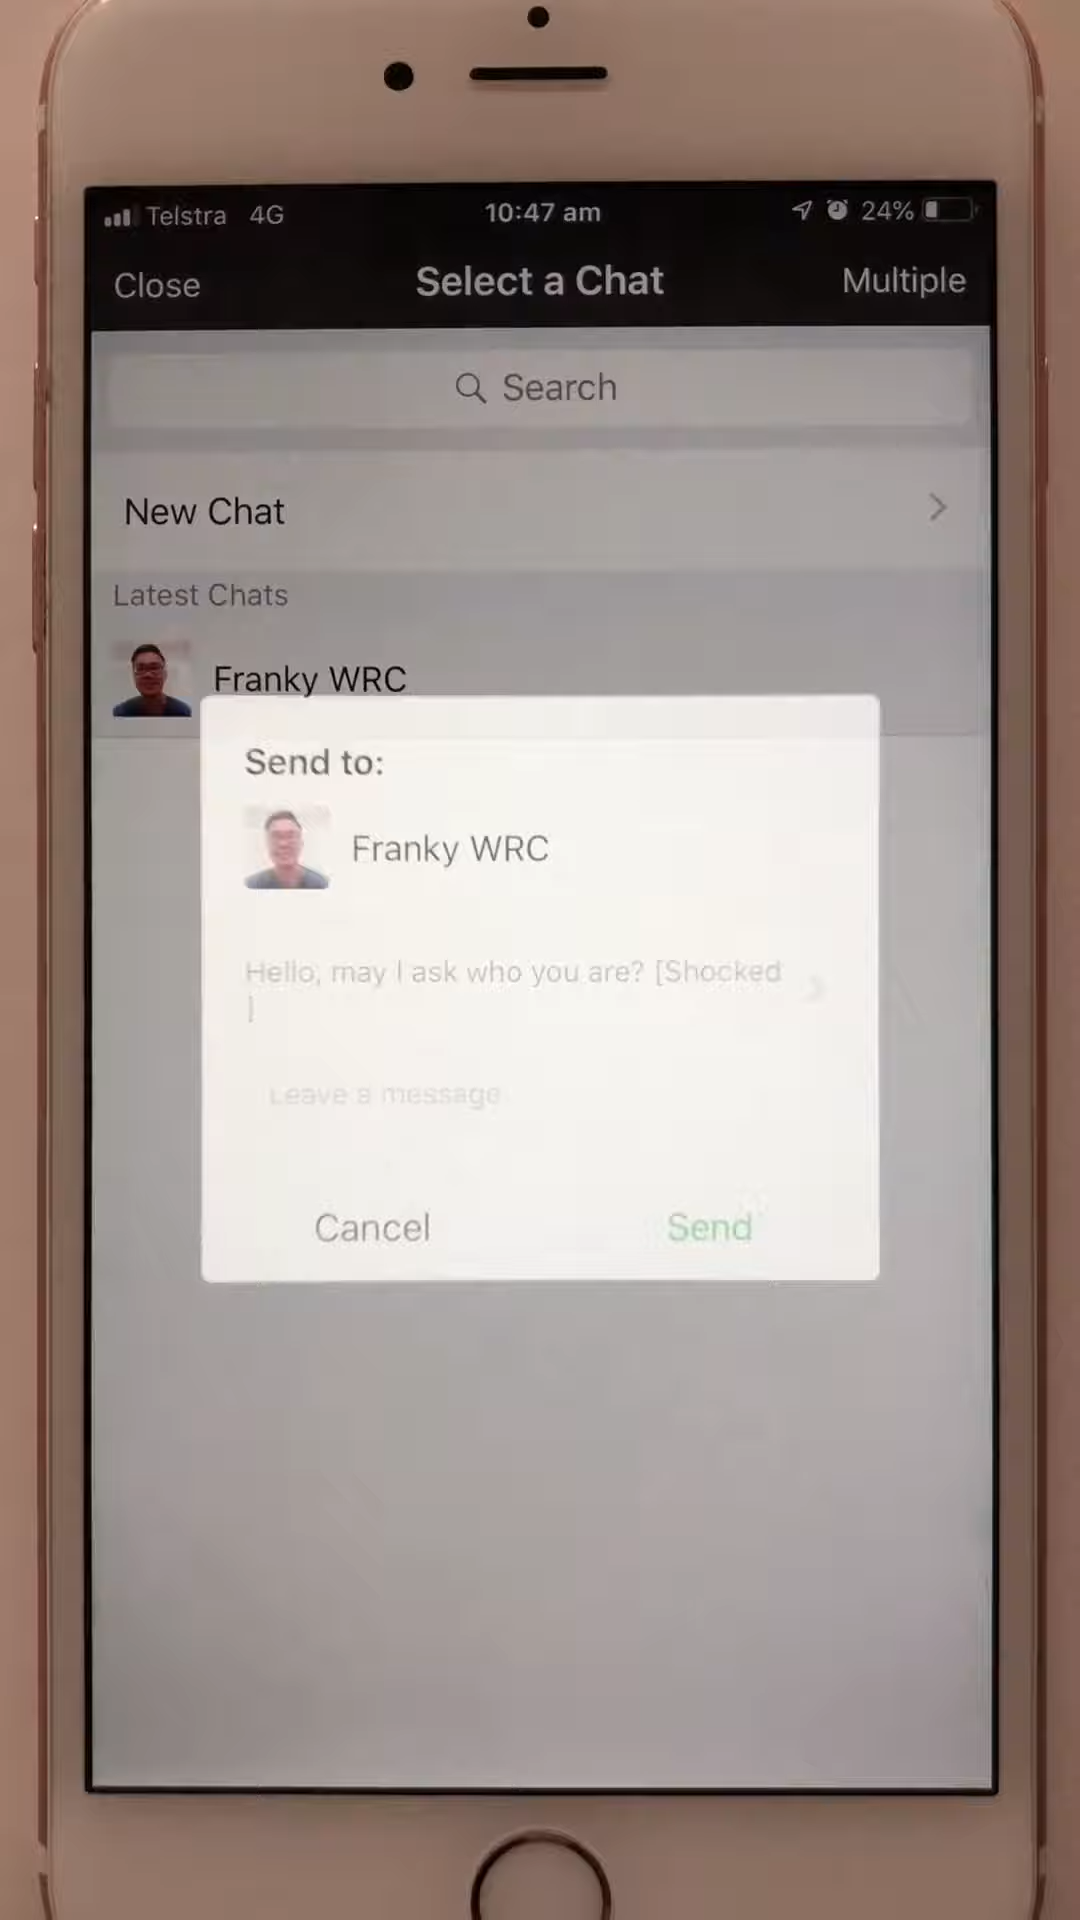 Telstra 4G 10:47 am 24%
Close Select a Chat Multiple
Search
New Chat
Latest Chats
Franky WRC
Send to:
Franky WRC
Hello, may I ask who you are? [Shocked
]
Leave a message
Cancel Send